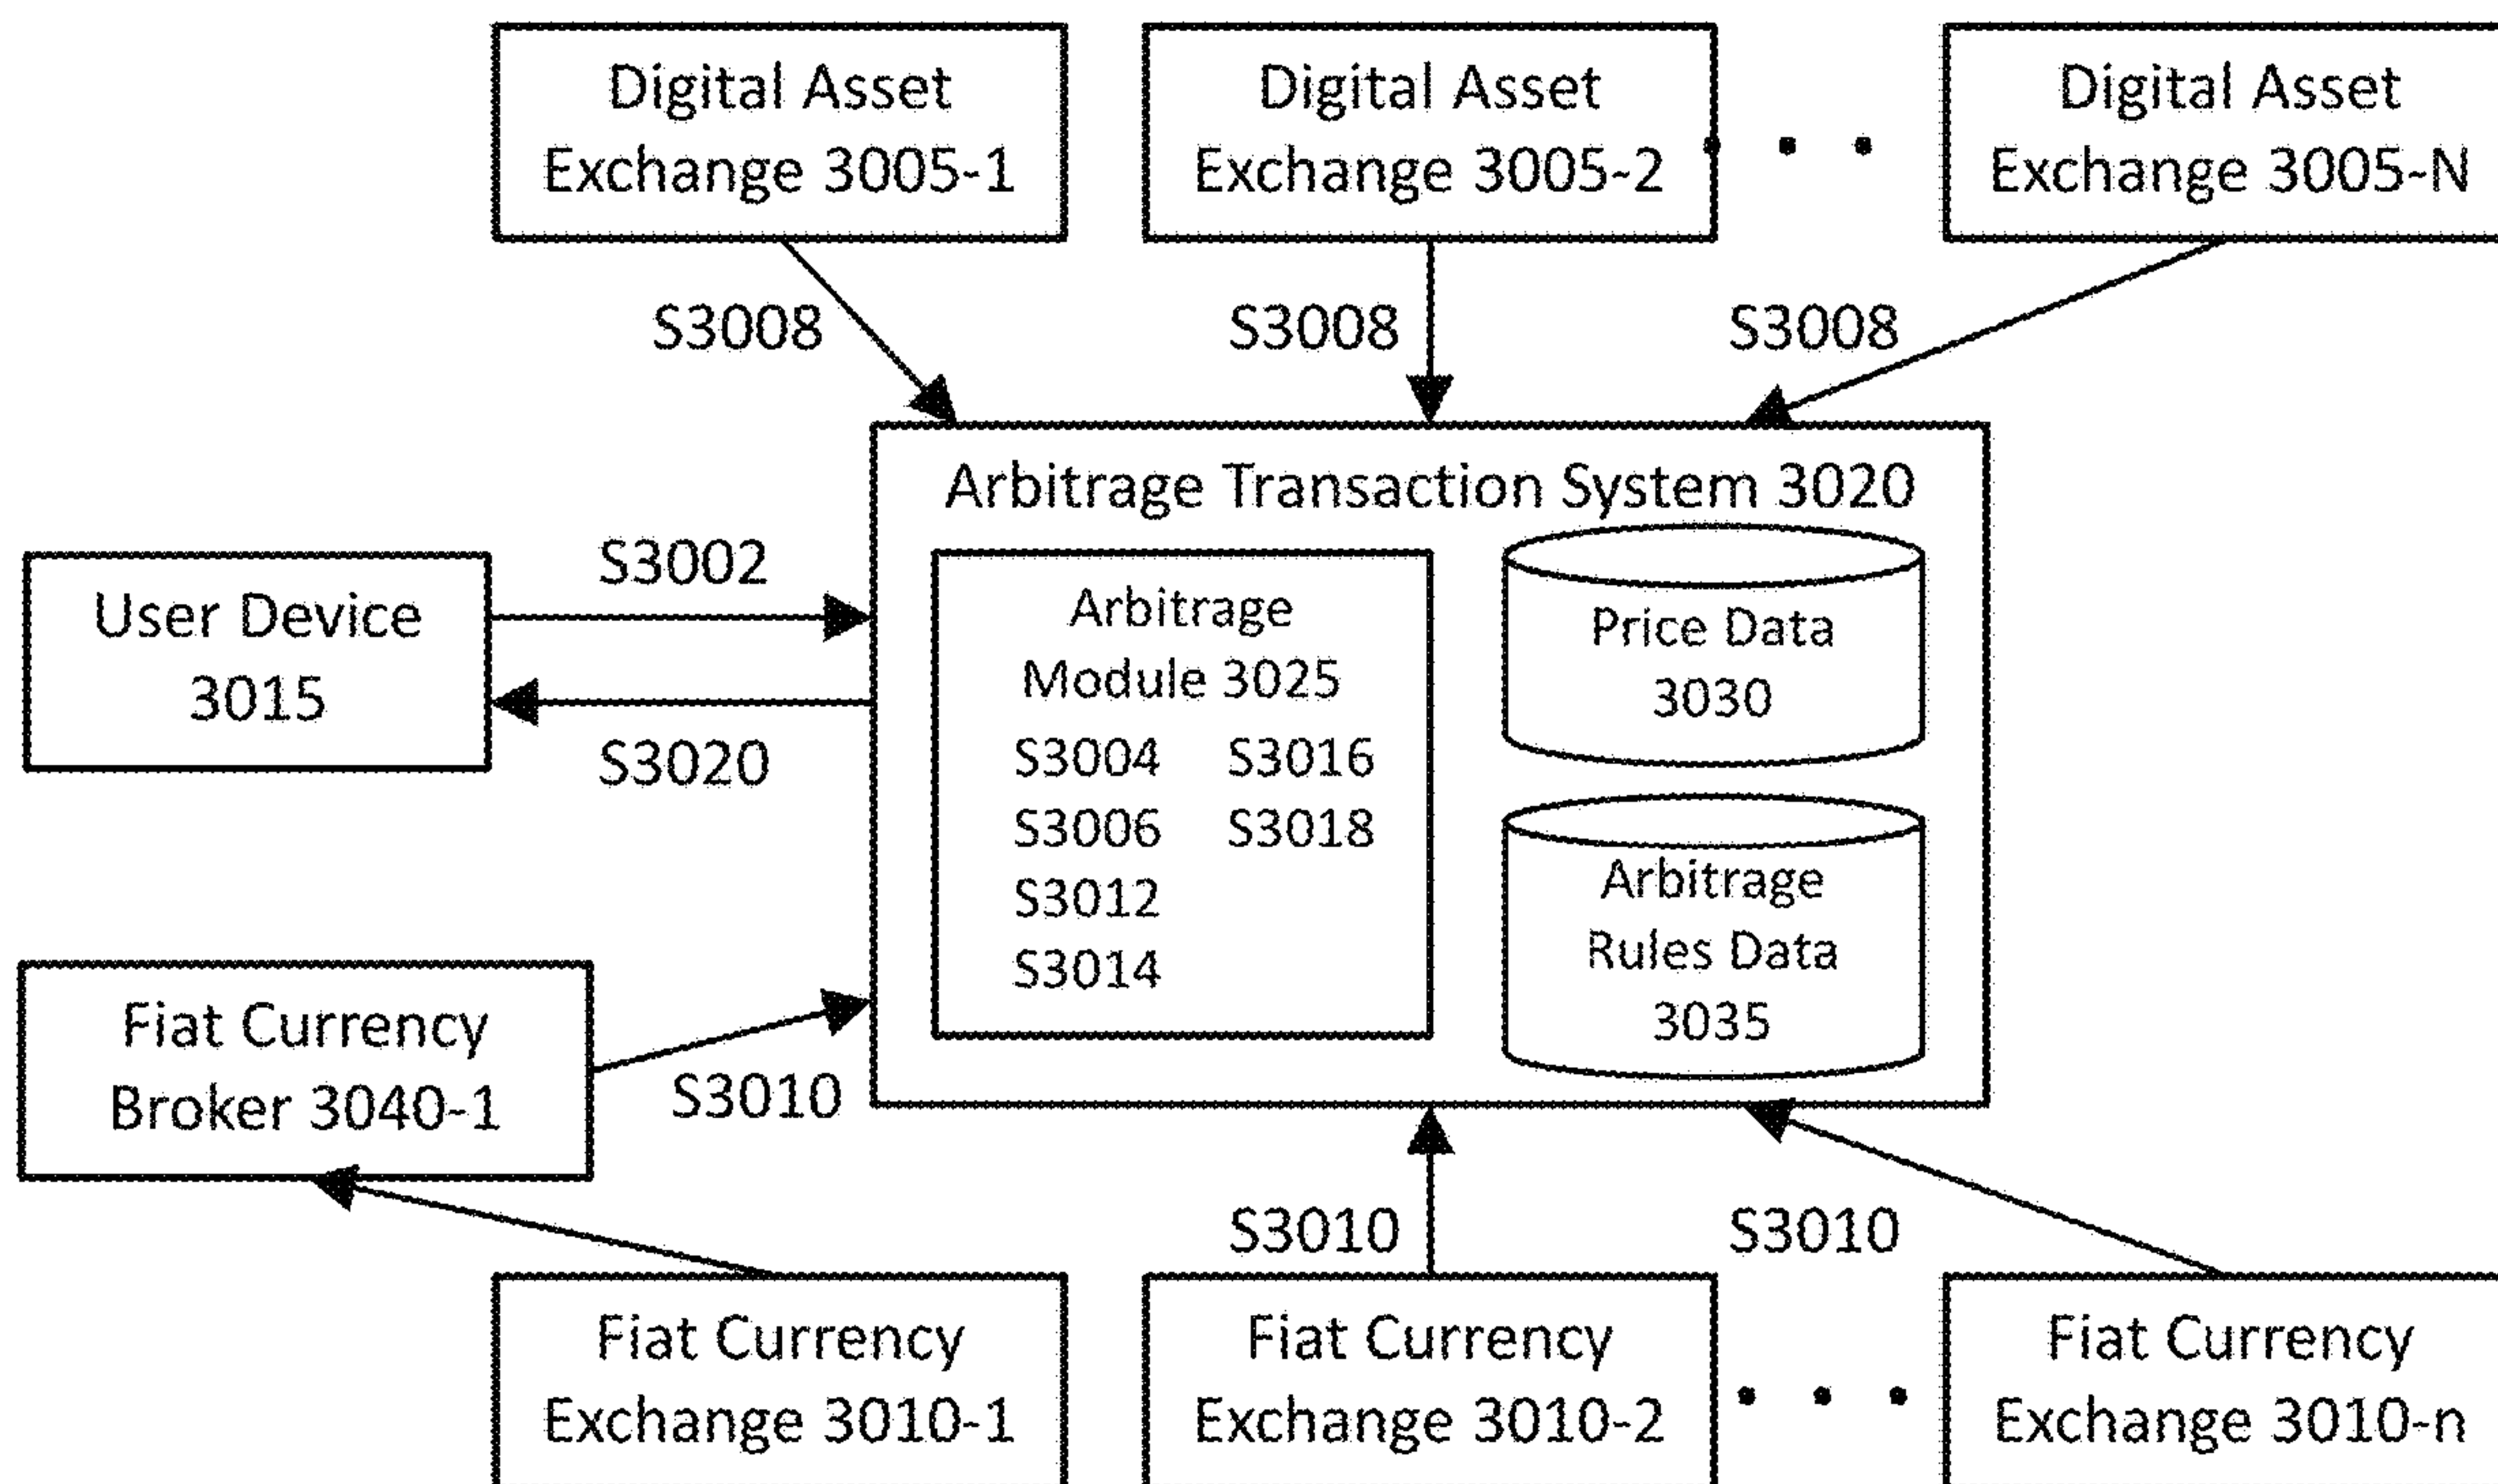 Digital Asset
Exchange 3005-1
Digital Asset
Exchange 3005-2
Digital Asset
Exchange 3005-N
S3008
S3008
S3008
Arbitrage Transaction System 3020
S3002
User Device
3015
S3020
Arbitrage
Module 3025
S3004 S3016
S3006 S3018
S3012
S3014
Price Data
3030
Arbitrage
Rules Data
3035
Fiat Currency
Broker 3040-1
S3010
S3010
S3010
Fiat Currency
Exchange 3010-1
Fiat Currency
Exchange 3010-2
Fiat Currency
Exchange 3010-n